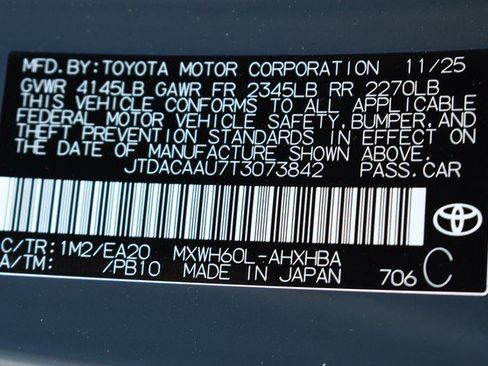 MFD.BY:TOYOTA MOTOR CORPORATION 11/25
GVWR 4145LB GAWR FR 2345LB RR 2270LB
THIS VEHICLE CONFORMS TO ALL APPLICABLE
FEDERAL MOTOR VEHICLE SAFETY,BUMPER,AND
THEFT PREVENTION STANDARDS IN EFFECT ON
THE DATE OF MANUFACTURE SHOWN ABOVE.
JTDACAAU7T3073842 PASS.CAR
C/TR:1M2/EA20 MXWH60L-AHXHBA
A/TM: /PB10 MADE IN JAPAN 706 C